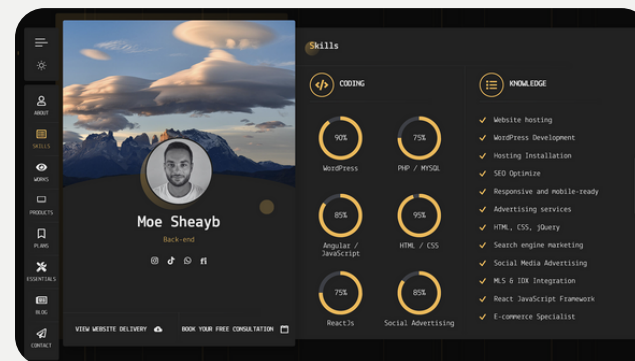 ABOUT
SKILLS
WORKS
PRODUCTS
PLANS
ESSENTIALS
BLOG
CONTACT
Moe Sheayb
Back-end
fi
VIEW WEBSITE DELIVERY
BOOK YOUR FREE CONSULTATION
Skills
CODING
90%
WordPress
75%
PHP / MYSQL
85%
Angular /
JavaScript
95%
HTML / CSS
75%
ReactJs
85%
Social Advertising
KNOWLEDGE
Website hosting
WordPress Development
Hosting Installation
SEO Optimize
Responsive and mobile-ready
Advertising services
HTML, CSS, jQuery
Search engine marketing
Social Media Advertising
MLS & IDX Integration
React JavaScript Framework
E-commerce Specialist